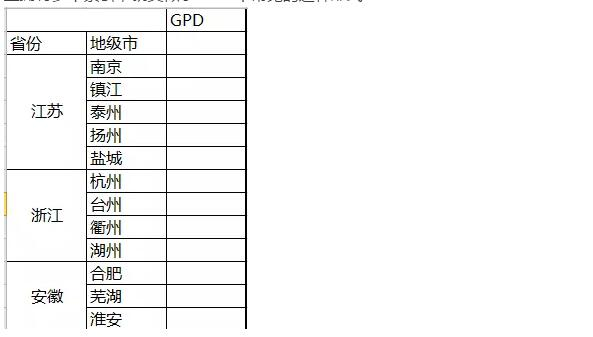 GPD
省份 地级市
南京
镇江
江苏 泰州
扬州
盐城
杭州
浙江 台州
衢州
湖州
合肥
安徽 芜湖
淮安